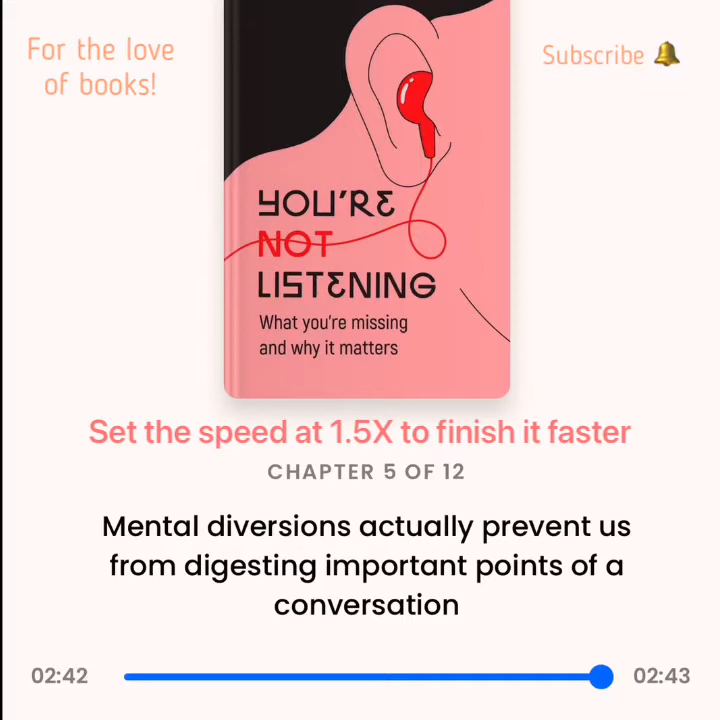 For the love
of books!
Subscribe 🔔
YOU'RE
NOT
LISTENING
What you're missing
and why it matters
Set the speed at 1.5X to finish it faster
CHAPTER 5 OF 12
Mental diversions actually prevent us
from digesting important points of a
conversation
02:42
02:43